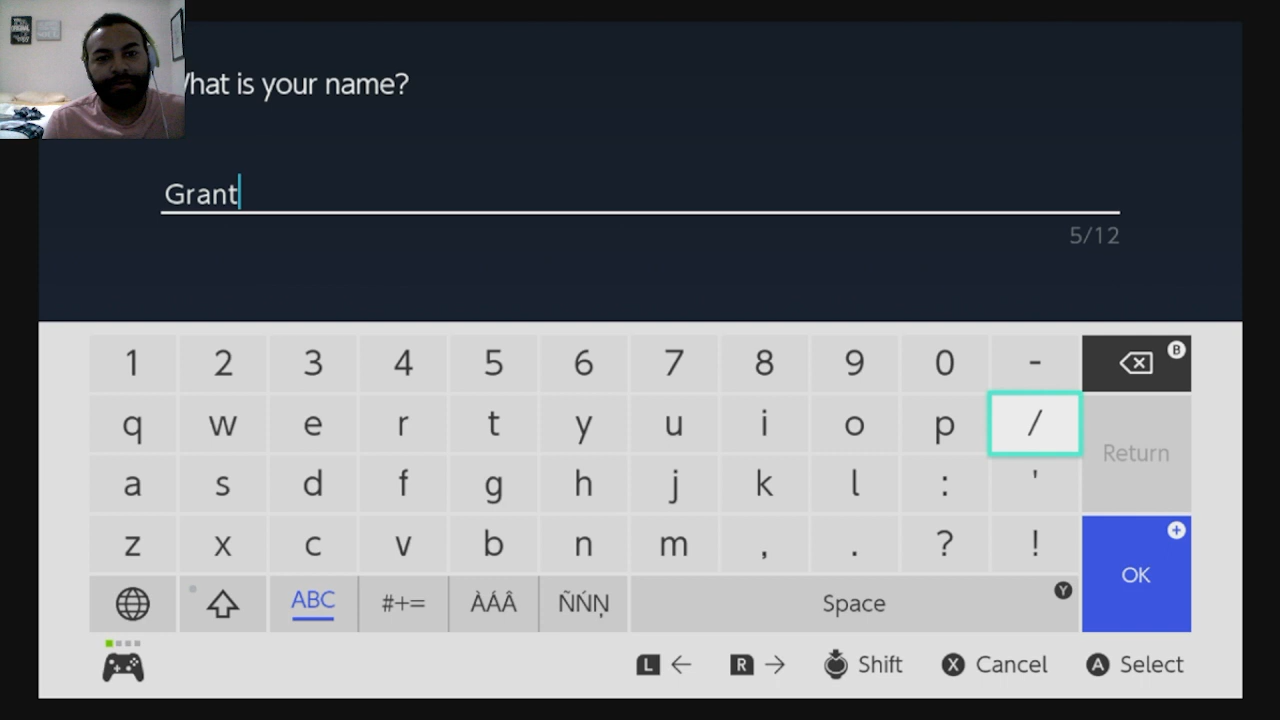 hat is your name?
Grant
5/12
1 2 3 4 5 6 7 8 9 0 -
B
q w e r t y u i o p /
Return
a s d f g h j k l : '
z x c v b n m , . ? !
+
OK
ABC #+= ÀÁÂ ÑŃŅ Space Y
L ← R → Shift X Cancel A Select